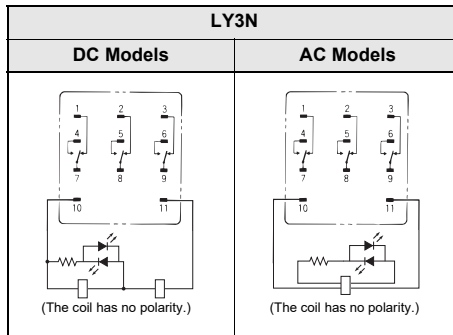 LY3N
DC Models AC Models
1 2 3 1 2 3
4 5 6 4 5 6
7 8 9 7 8 9
10 11 10 11
(The coil has no polarity.) (The coil has no polarity.)